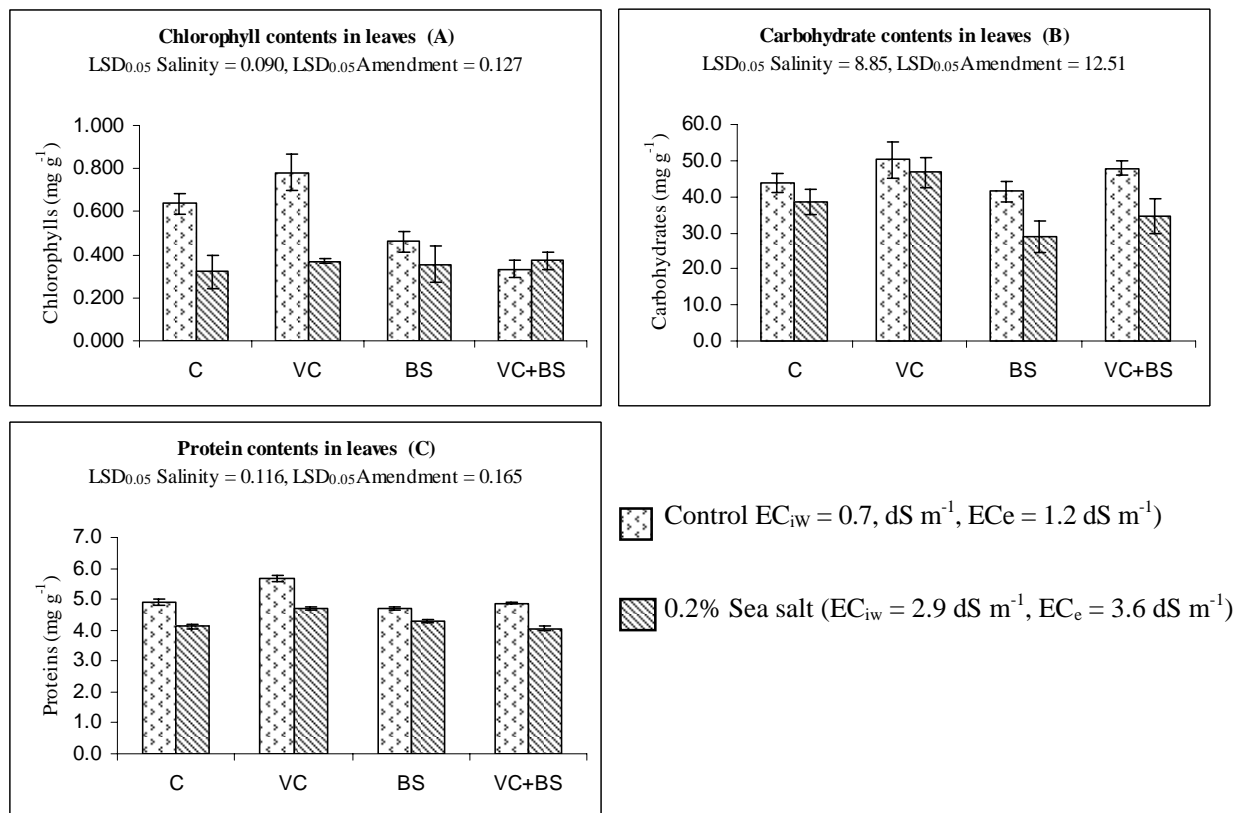 Chlorophyll contents in leaves (A)
LSD0.05 Salinity = 0.090, LSD0.05 Amendment = 0.127
Chlorophylls (mg g-1)
1.000
0.800
0.600
0.400
0.200
0.000
C VC BS VC+BS
Carbohydrate contents in leaves (B)
LSD0.05 Salinity = 8.85, LSD0.05 Amendment = 12.51
Carbohydrates (mg g-1)
60.0
50.0
40.0
30.0
20.0
10.0
0.0
C VC BS VC+BS
Protein contents in leaves (C)
LSD0.05 Salinity = 0.116, LSD0.05 Amendment = 0.165
Proteins (mg g-1)
7.0
6.0
5.0
4.0
3.0
2.0
1.0
0.0
C VC BS VC+BS
Control ECiw = 0.7, dS m-1, ECe = 1.2 dS m-1)
0.2% Sea salt (ECiw = 2.9 dS m-1, ECe = 3.6 dS m-1)